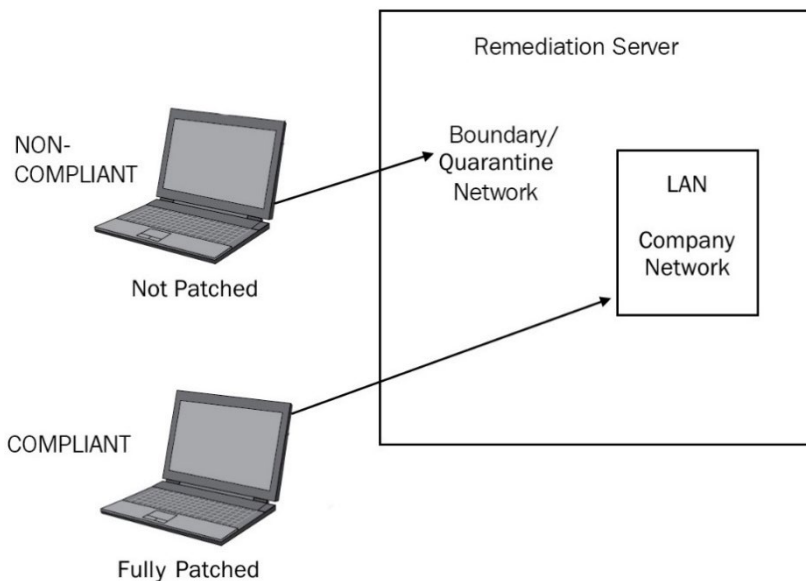 Remediation Server
NON-
COMPLIANT
Boundary/
Quarantine
Network
LAN
Company
Network
Not Patched
COMPLIANT
Fully Patched